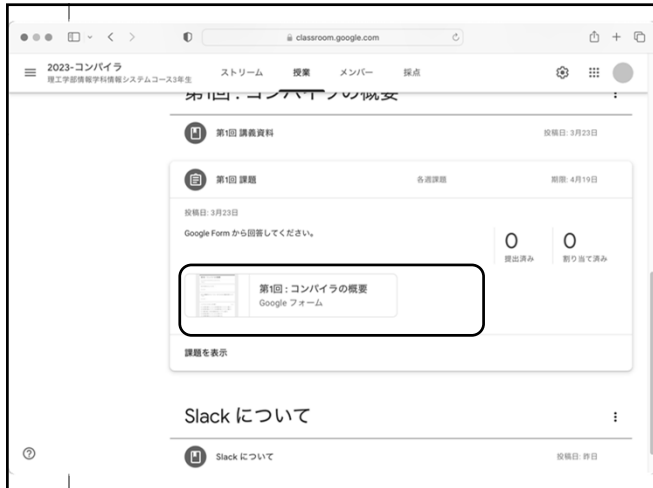 classroom.google.com
2023-コンパイラ
理工学部情報学科情報システムコース3年生
ストリーム 授業 メンバー 採点
第1回 : コンパイラの概要
第1回 講義資料 投稿日: 3月23日
第1回 課題 各週課題 期限: 4月19日
投稿日: 3月23日
Google Form から回答してください。
0 0
提出済み 割り当て済み
第1回 : コンパイラの概要
Google フォーム
課題を表示
Slack について
Slack について 投稿日: 昨日